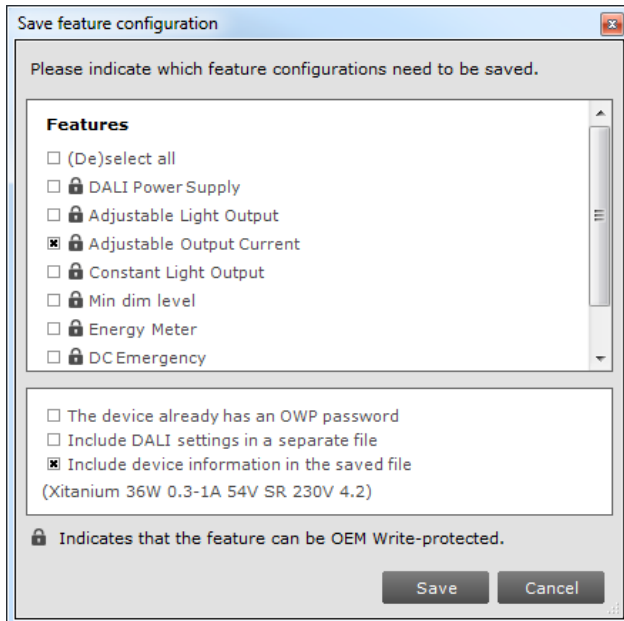 Save feature configuration
Please indicate which feature configurations need to be saved.
Features
(De)select all
DALI Power Supply
Adjustable Light Output
Adjustable Output Current
Constant Light Output
Min dim level
Energy Meter
DC Emergency
The device already has an OWP password
Include DALI settings in a separate file
Include device information in the saved file
(Xitanium 36W 0.3-1A 54V SR 230V 4.2)
Indicates that the feature can be OEM Write-protected.
Save Cancel